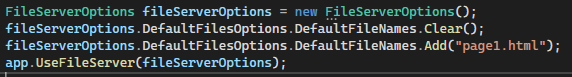 FileServerOptions fileServerOptions = new FileServerOptions();
fileServerOptions.DefaultFilesOptions.DefaultFileNames.Clear();
fileServerOptions.DefaultFilesOptions.DefaultFileNames.Add("page1.html");
app.UseFileServer(fileServerOptions);